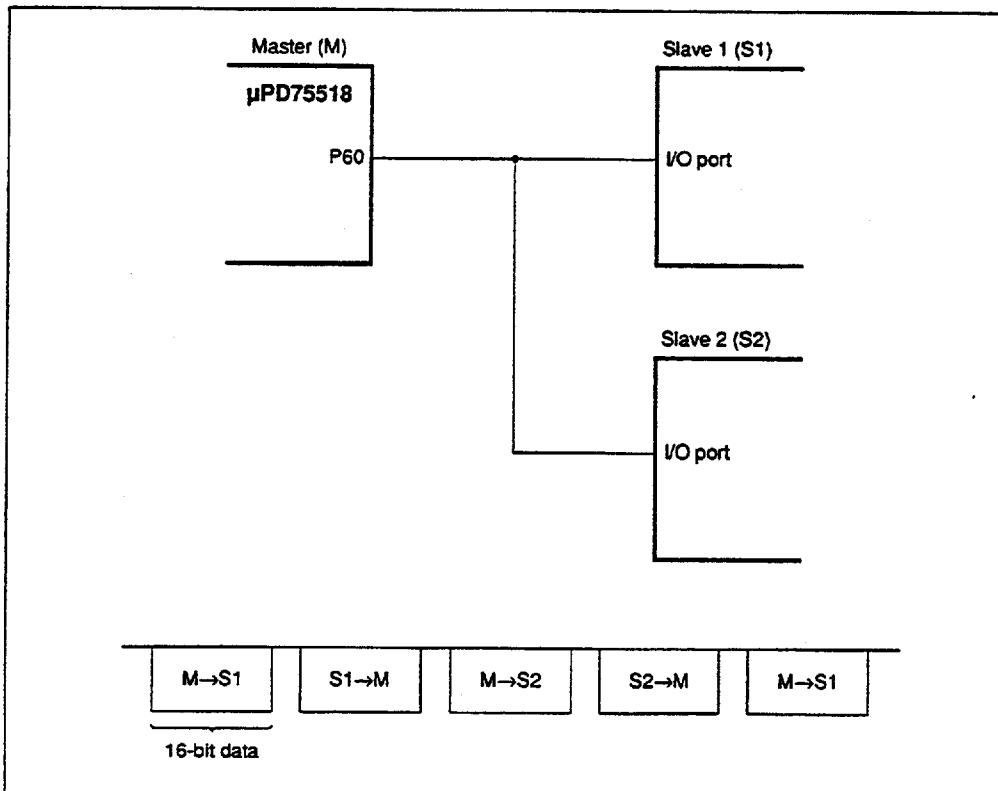 Master (M)
µPD75518
P60
Slave 1 (S1)
I/O port
Slave 2 (S2)
I/O port
M→S1
S1→M
M→S2
S2→M
M→S1
16-bit data